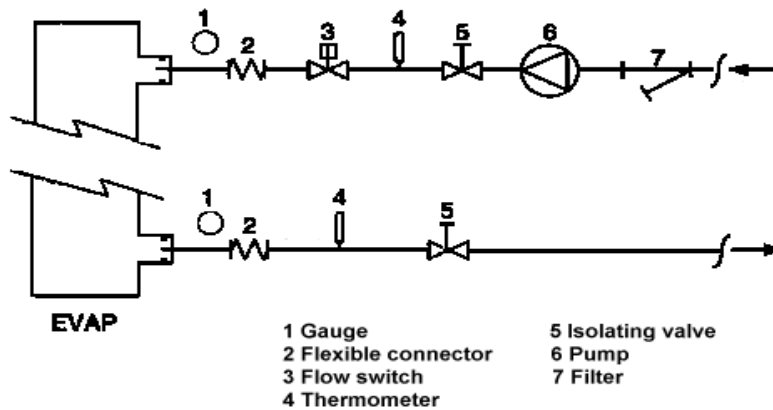 1
2
3
4
5
6
7
1
2
4
5
EVAP
1 Gauge
2 Flexible connector
3 Flow switch
4 Thermometer
5 Isolating valve
6 Pump
7 Filter